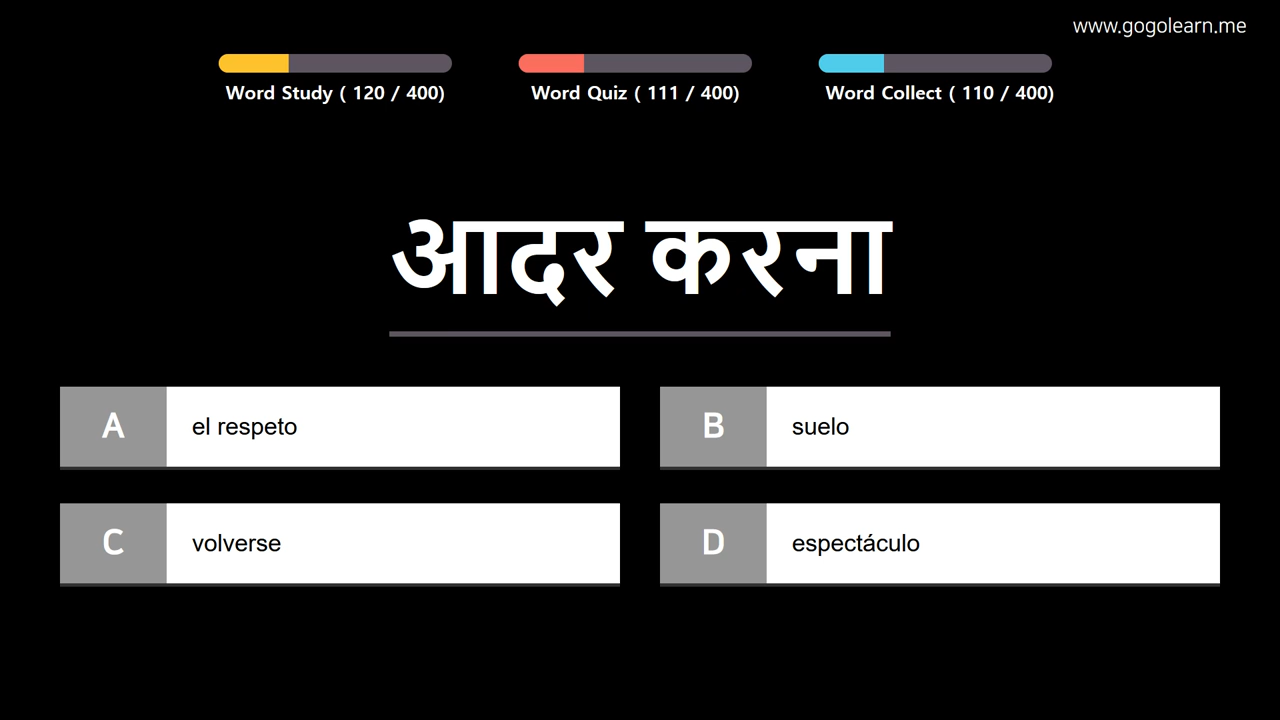 www.gogolearn.me
Word Study ( 120 / 400)
Word Quiz ( 111 / 400)
Word Collect ( 110 / 400)
आदर करना
A el respeto
B suelo
C volverse
D espectáculo